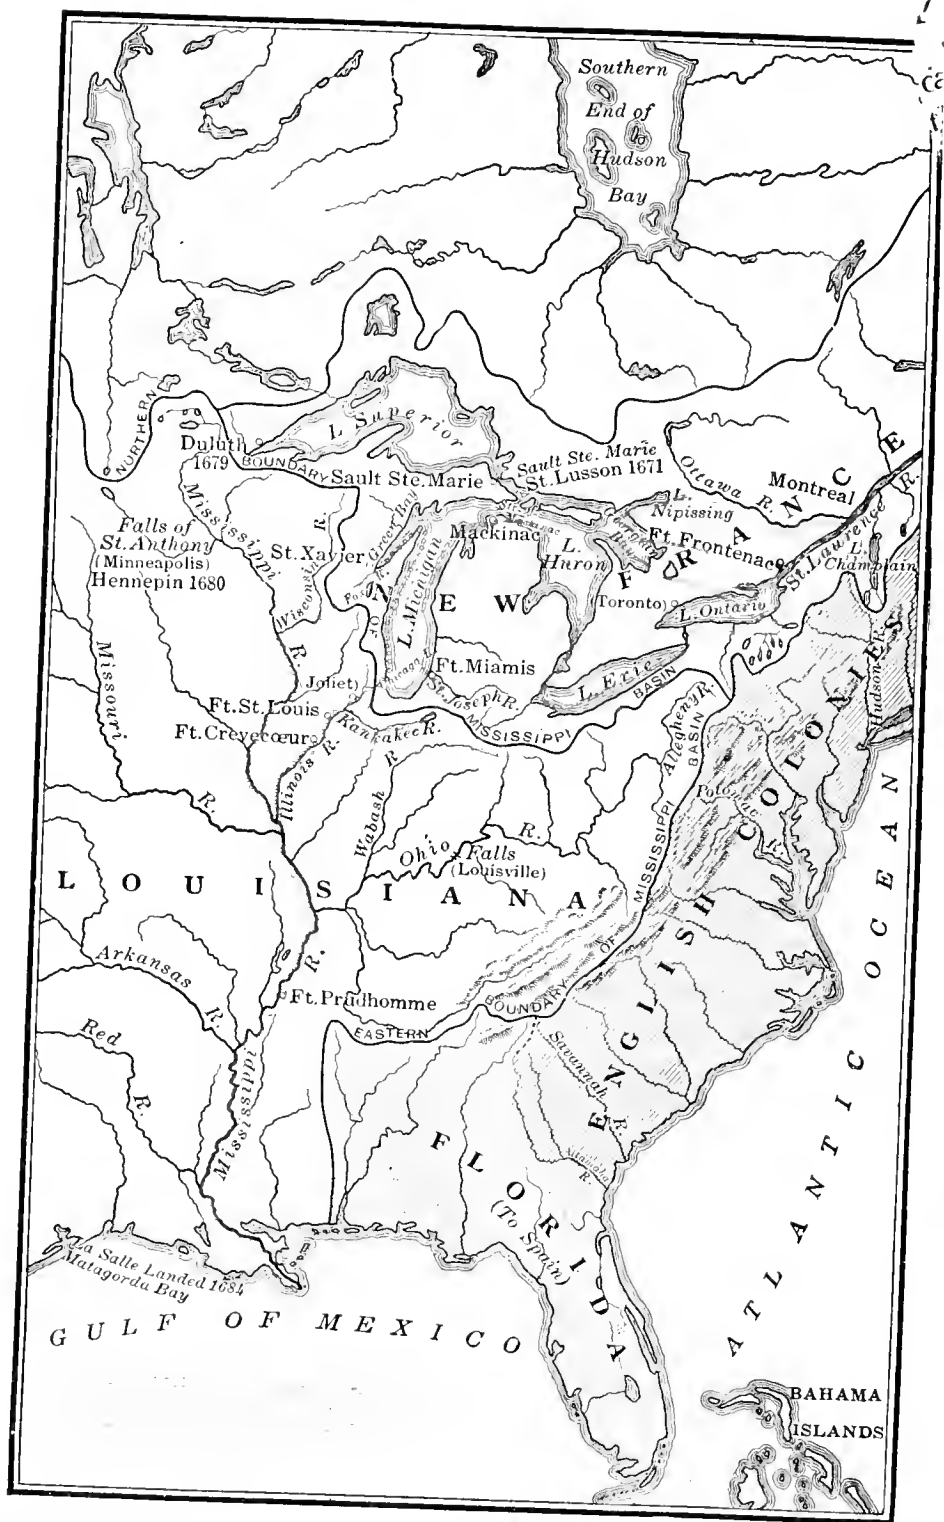 Southern
End of
Hudson
Bay
NORTHERN
BOUNDARY
OF
MISSISSIPPI
BASIN
Duluth
1679
L Superior
Sault Ste. Marie
Sault Ste. Marie
St. Lusson 1671
Ottawa R.
Montreal
L.
Nipissing
NEW FRANCE
Mississippi
R.
Falls of
St. Anthony
(Minneapolis)
Hennepin 1680
St. Xavier
Green Bay
Wisconsin
R.
Fox
Mackinac
L. Michigan
L.
Huron
Georgian
Bay
Ft. Frontenac
St. Lawrence R.
L.
Champlain
Toronto)
L. Ontario
Hudson R.
Missouri
R.
Joliet)
Ft. Miamis
St. Joseph R.
L. Erie
Ft. St. Louis
Ft. Crevecœur
Kankakee R.
Illinois R.
Wabash R
Allegheny R.
Potomac
R.
Ohio R.
Falls
(Louisville)
LOUISIANA
ENGLISH COLONIES
Arkansas
R.
R.
Ft. Prudhomme
EASTERN
BOUNDARY
OF
MISSISSIPPI
BASIN
Red
R.
Mississippi
Savannah
R.
Altamaha
R.
FLORIDA
(To Spain)
La Salle Landed 1684
Matagorda Bay
GULF OF MEXICO
ATLANTIC OCEAN
BAHAMA
ISLANDS